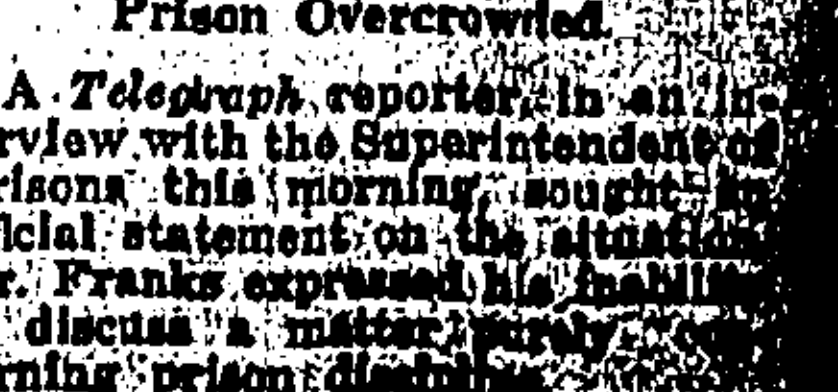 Prison Overcrowded.
A Telegraph reporter, in an in-
rview with the Superintendent of
risons this morning, sought an
icial statement on the situation
r. Franks expressed his inability
discuss a matter purely
rning prison